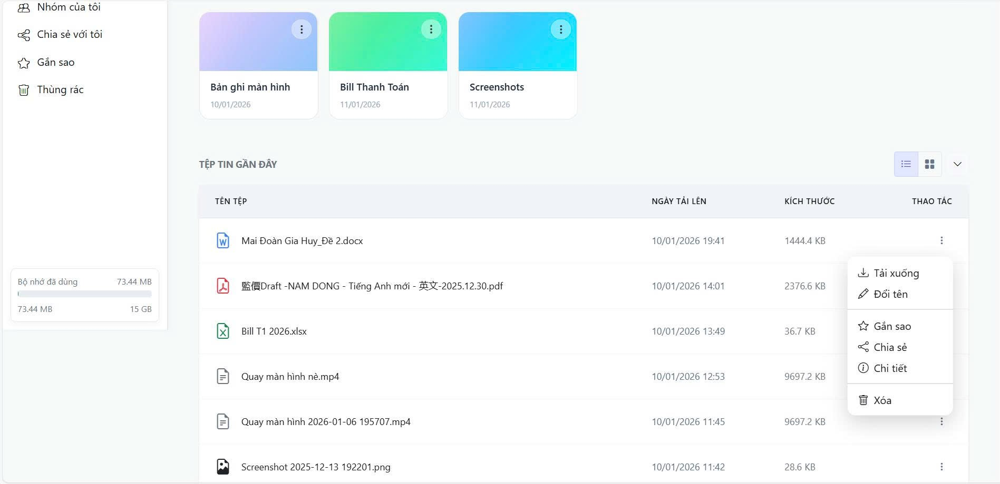 Nhóm của tôi
Chia sẻ với tôi
Gắn sao
Thùng rác
Bộ nhớ đã dùng 73.44 MB
73.44 MB 15 GB
Bản ghi màn hình
10/01/2026
Bill Thanh Toán
11/01/2026
Screenshots
11/01/2026
TỆP TIN GẦN ĐÂY
TÊN TỆP NGÀY TẢI LÊN KÍCH THƯỚC THAO TÁC
Mai Đoàn Gia Huy_Đề 2.docx 10/01/2026 19:41 1444.4 KB
監價Draft -NAM DONG - Tiếng Anh mới - 英文-2025.12.30.pdf 10/01/2026 14:01 2376.6 KB
Bill T1 2026.xlsx 10/01/2026 13:49 36.7 KB
Quay màn hình nè.mp4 10/01/2026 12:53 9697.2 KB
Quay màn hình 2026-01-06 195707.mp4 10/01/2026 11:45 9697.2 KB
Screenshot 2025-12-13 192201.png 10/01/2026 11:42 28.6 KB
Tải xuống
Đổi tên
Gắn sao
Chia sẻ
Chi tiết
Xóa